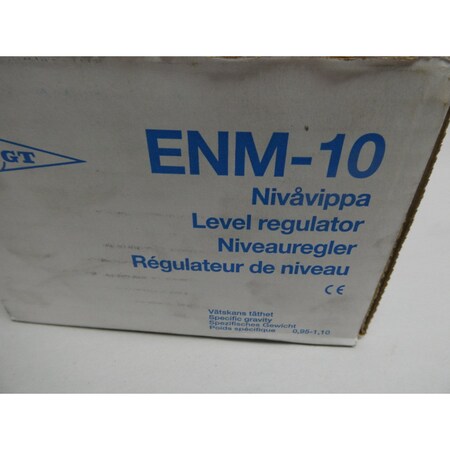 GT
ENM-10
Nivåvippa
Level regulator
Niveauregler
Régulateur de niveau
CE
Vätskans täthet
Specific gravity
Spezifisches Gewicht
Poids spécifique 0,95-1,10